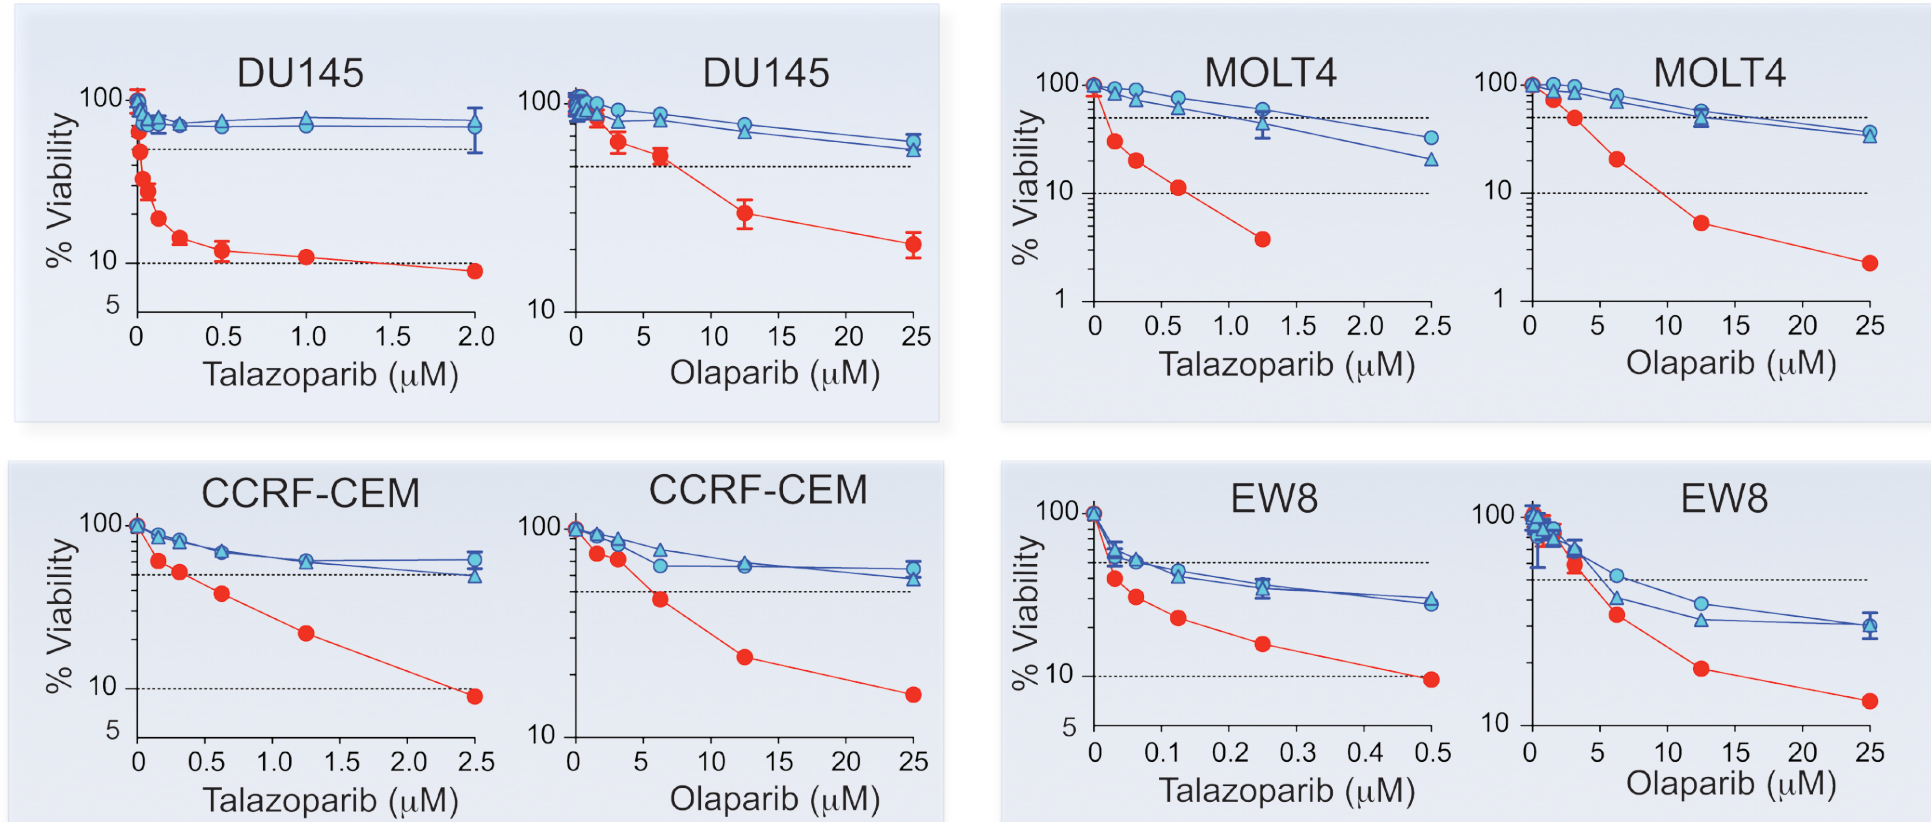 DU145
% Viability
100
10
5
0 0.5 1.0 1.5 2.0
Talazoparib (μM)
DU145
100
10
0 5 10 15 20 25
Olaparib (μM)
MOLT4
% Viability
100
10
1
0 0.5 1.0 1.5 2.0 0.5
Talazoparib (μM)
MOLT4
100
10
1
0 5 10 15 20 25
Olaparib (μM)
CCRF-CEM
% Viability
100
10
5
0 0.5 1.0 1.5 2.0 2.5
Talazoparib (μM)
CCRF-CEM
100
10
0 5 10 15 20 25
Olaparib (μM)
EW8
% Viability
100
10
5
0 0.1 0.2 0.3 0.4 0.5
Talazoparib (μM)
EW8
100
10
0 5 10 15 20 25
Olaparib (μM)